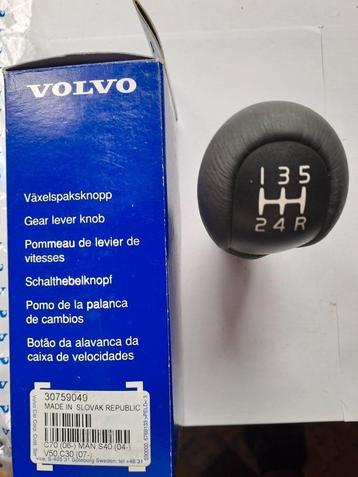 VOLVO
Växelspaksknopp
Gear lever knob
Pommeau de levier de
vitesses
Schalthebelknopf
Pomo de la palanca
de cambios
Botão da alavanca da
caixa de velocidades
30759049
MADE IN SLOVAK REPUBLIC
C70 (06-) MAN S40 (04-)
V50,C30 (07-)
1 3 5
2 4 R